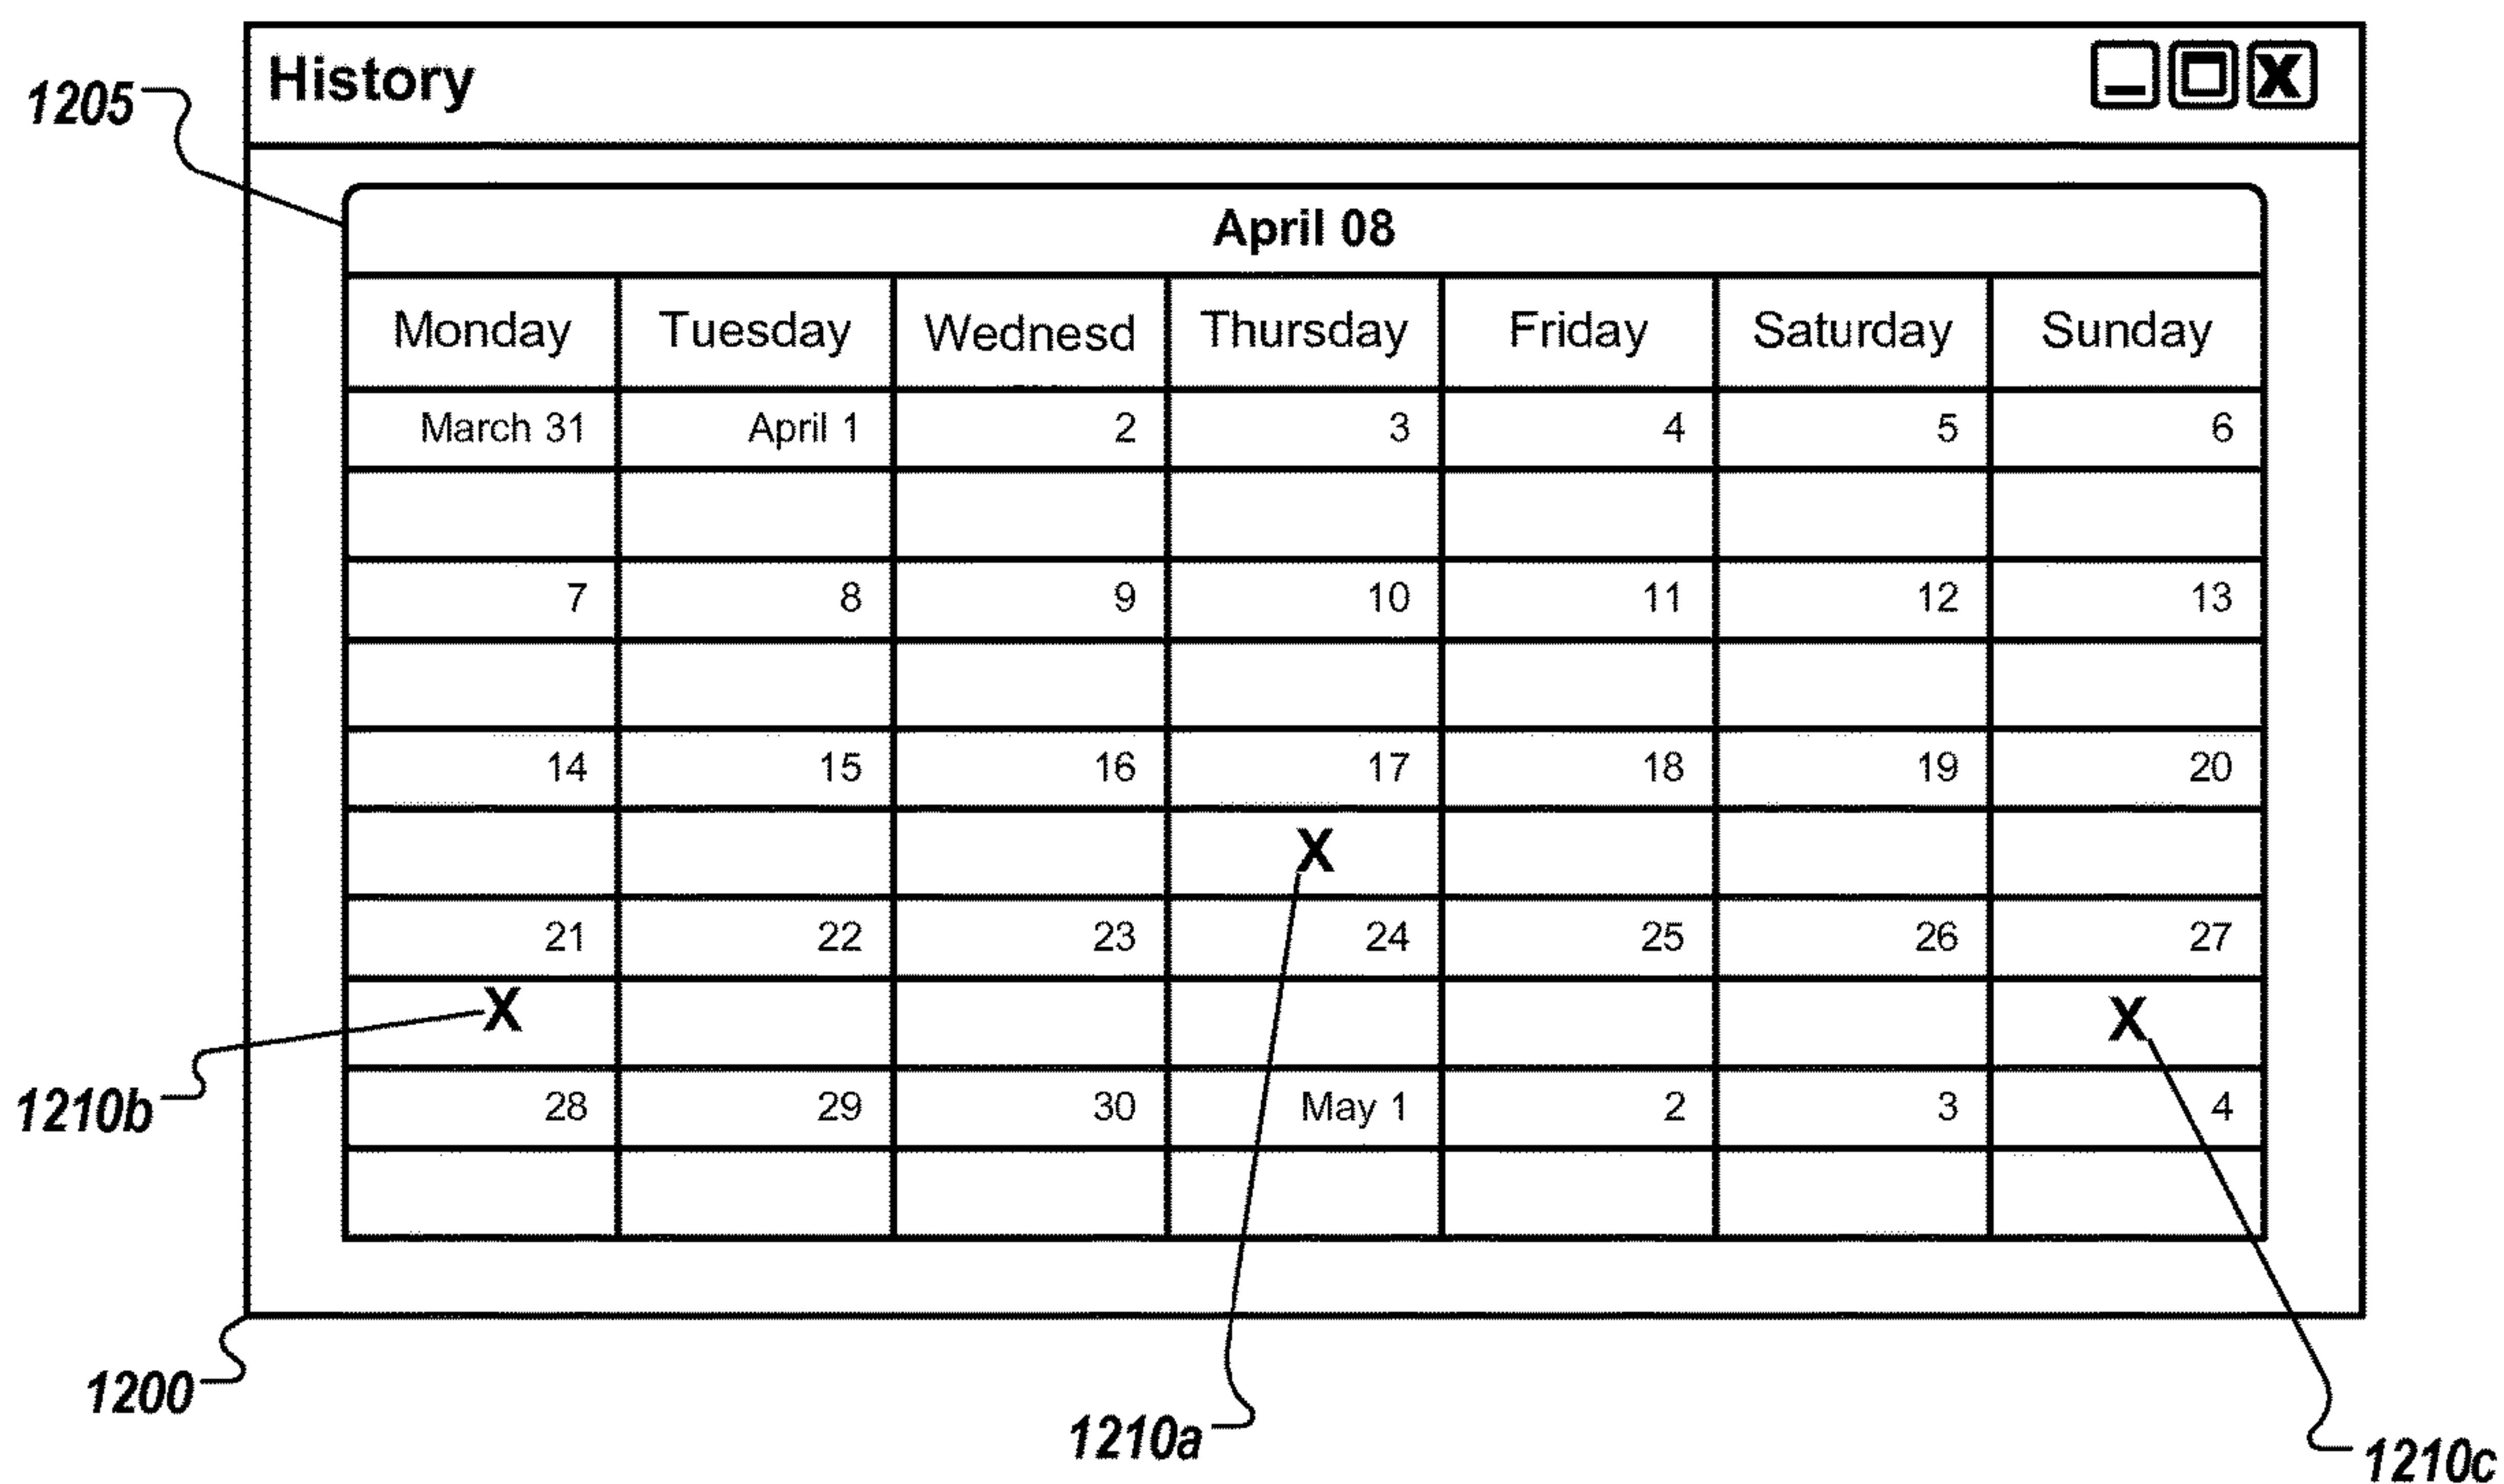 History
1205
April 08
Monday Tuesday Wednesd Thursday Friday Saturday Sunday
March 31 April 1 2 3 4 5 6
7 8 9 10 11 12 13
14 15 16 17 18 19 20
X
21 22 23 24 25 26 27
X X
1210b
28 29 30 May 1 2 3 4
1200
1210a
1210c